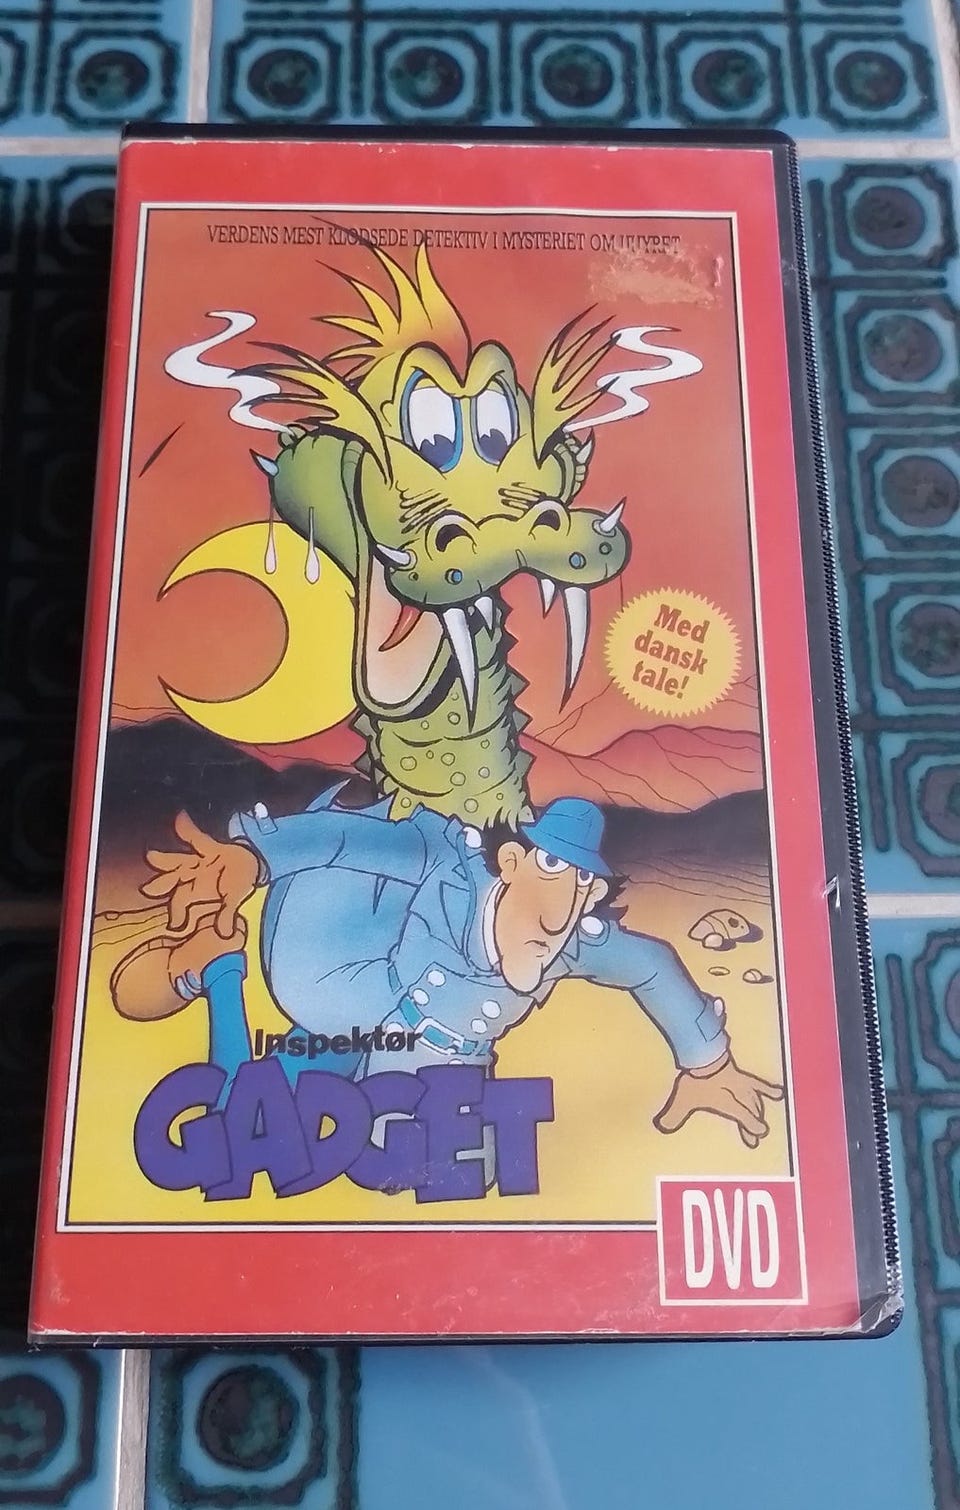 VERDENS MEST KLODSEDE DETEKTIV I MYSTERIET OM UHYRET
Med
dansk
tale!
Inspektør
GADGET
DVD